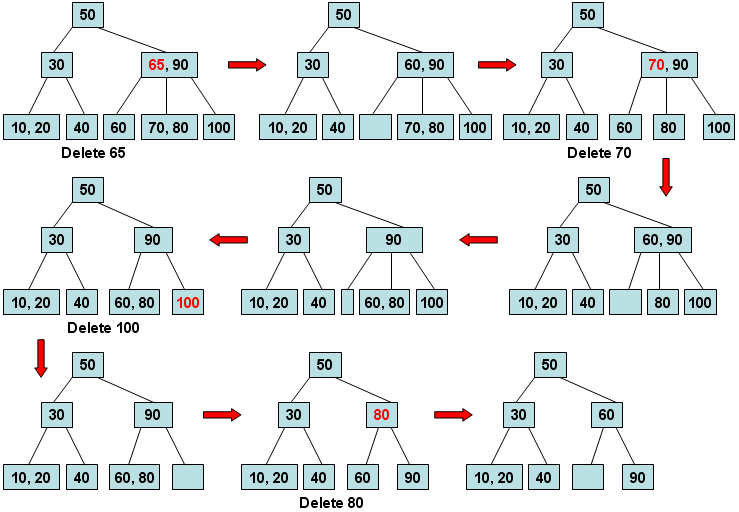 50 50 50
30 65, 90 30 60, 90 30 70, 90
10, 20 40 60 70, 80 100 10, 20 40 70, 80 100 10, 20 40 60 80 100
Delete 65 Delete 70
50 50 50
30 90 30 90 30 60, 90
10, 20 40 60, 80 100 10, 20 40 60, 80 100 10, 20 40 80 100
Delete 100
50 50 50
30 90 30 80 30 60
10, 20 40 60, 80 10, 20 40 60 90 10, 20 40 90
Delete 80